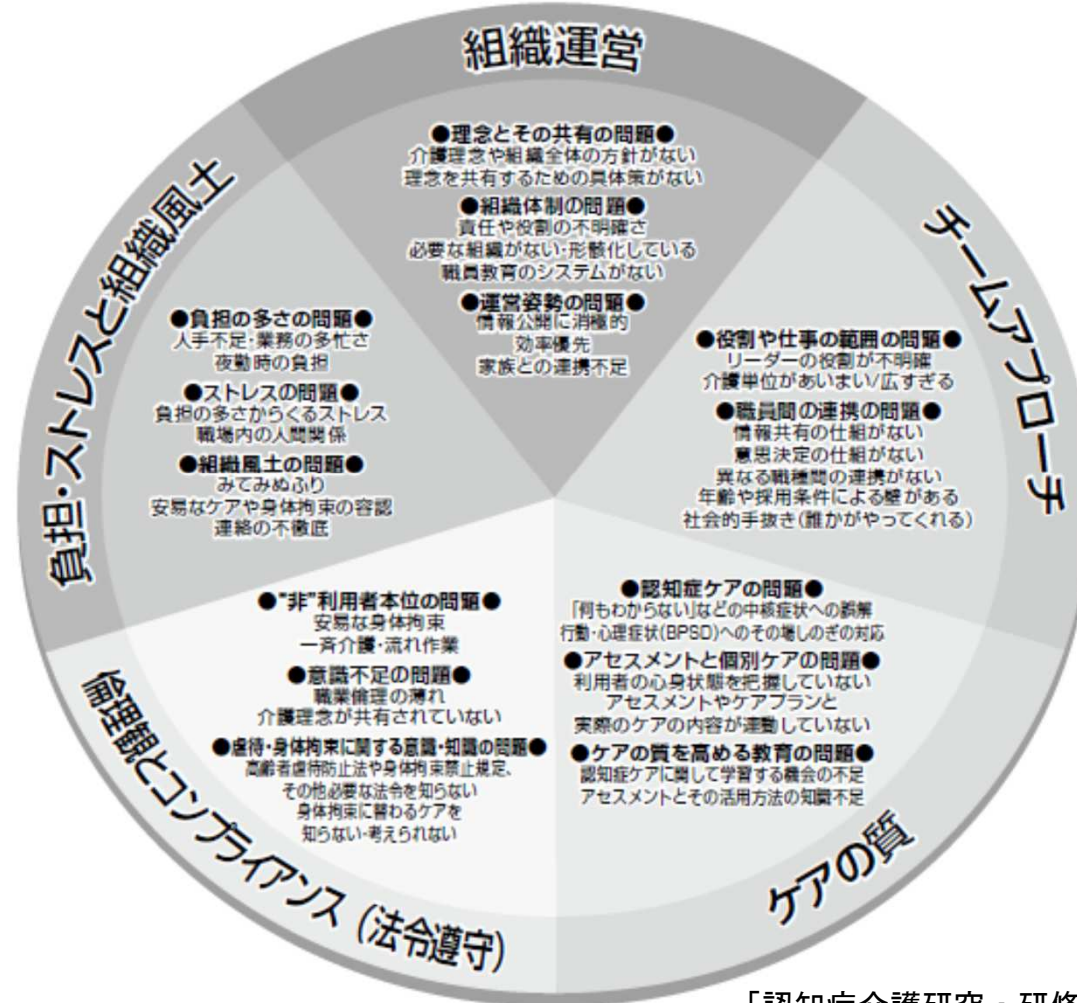 組織運営
●理念とその共有の問題●
介護理念や組織全体の方針がない
理念を共有するための具体策がない
●組織体制の問題●
責任や役割の不明確さ
必要な組織がない・形骸化している
職員教育のシステムがない
●運営姿勢の問題●
情報公開に消極的
効率優先
家族との連携不足
チームアプローチ
●役割や仕事の範囲の問題●
リーダーの役割が不明確
介護単位があいまい/広すぎる
●職員間の連携の問題●
情報共有の仕組がない
意思決定の仕組がない
異なる職種間の連携がない
年齢や採用条件による壁がある
社会的手抜き(誰かがやってくれる)
ケアの質
●認知症ケアの問題●
「何もわからない」などの中核症状への誤解
行動・心理症状(BPSD)へのその場しのぎの対応
●アセスメントと個別ケアの問題●
利用者の心身状態を把握していない
アセスメントやケアプランと
実際のケアの内容が連動していない
●ケアの質を高める教育の問題●
認知症ケアに関して学習する機会の不足
アセスメントとその活用方法の知識不足
倫理観とコンプライアンス(法令遵守)
●“非”利用者本位の問題●
安易な身体拘束
一斉介護・流れ作業
●意識不足の問題●
職業倫理の薄れ
介護理念が共有されていない
●虐待・身体拘束に関する意識・知識の問題●
高齢者虐待防止法や身体拘束禁止規定、
その他必要な法令を知らない
身体拘束に替わるケアを
知らない・考えられない
負担・ストレスと組織風土
●負担の多さの問題●
人手不足・業務の多忙さ
夜勤時の負担
●ストレスの問題●
負担の多さからくるストレス
職場内の人間関係
●組織風土の問題●
みてみぬふり
安易なケアや身体拘束の容認
連絡の不徹底
「認知症介護研究・研修